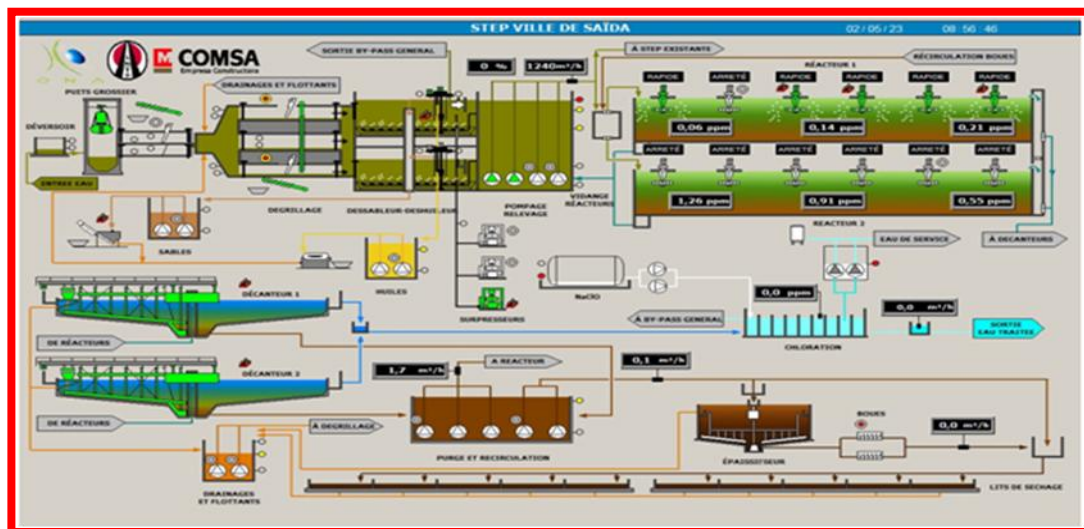 STEP VILLE DE SAÏDA
02/05/23
08:56:46
ONA
COMSA
Empresa Constructora
SORTIE BY-PASS GENERAL
0 %
1240m³/h
À STEP EXISTANTE
RÉCIRCULATION BOUES
RÉACTEUR 1
PUITS GROSSIER
DRAINAGES ET FLOTTANTS
RAPIDE
ARRETÉ
RAPIDE
RAPIDE
ARRETÉ
RAPIDE
DÉVERSOIR
0,06 ppm
0,14 ppm
0,21 ppm
ARRETÉ
ARRETÉ
ARRETÉ
ARRETÉ
ARRETÉ
ARRETÉ
ENTREE EAU
DEGRILLAGE
DESSABLEUR-DESHUILEUR
POMPAGE
RELEVAGE
VIDANGE
RÉACTEURS
1,26 ppm
0,91 ppm
0,55 ppm
REACTEUR 2
SABLES
EAU DE SERVICE
À DECANTEURS
HUILES
NaClO
0,0 ppm
0,0 m³/h
DÉCANTEUR 1
SURPRESSEURS
À BY-PASS GENERAL
SORTIE
EAU TRAITEE
CHLORATION
DE RÉACTEURS
A REACTEUR
0,1 m³/h
1,7 m³/h
DÉCANTEUR 2
DE RÉACTEURS
À DEGRILLAGE
BOUES
0,0 m³/h
PURGE ET RECIRCULATION
ÉPAISSISSEUR
DRAINAGES
ET FLOTTANTS
LITS DE SECHAGE